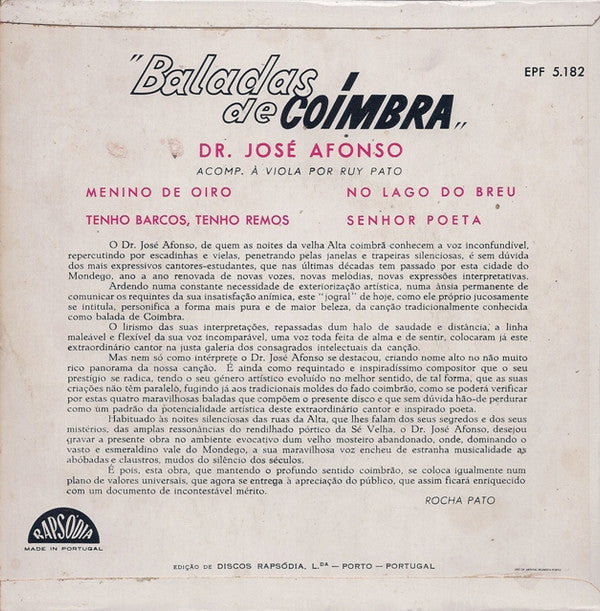 "Baladas
de COÍMBRA"
EPF 5.182
DR. JOSÉ AFONSO
ACOMP. À VIOLA POR RUY PATO
MENINO DE OIRO NO LAGO DO BREU
TENHO BARCOS, TENHO REMOS SENHOR POETA
O Dr. José Afonso, de quem as noites da velha Alta coimbrã conhecem a voz inconfundível,
repercutindo por escadinhas e vielas, penetrando pelas janelas e trapeiras silenciosas, é sem dúvida
dos mais expressivos cantores-estudantes, que nas últimas décadas tem passado por esta cidade do
Mondego, ano a ano renovada de novas vozes, novas melodias, novas expressões interpretativas.
Ardendo numa constante necessidade de exteriorização artística, numa ânsia permanente de
comunicar os requintes da sua insatisfação anímica, este "jogral" de hoje, como ele próprio jucosamente
se intitula, personifica a forma mais pura e de maior beleza, da canção tradicionalmente conhecida
como balada de Coimbra.
O lirismo das suas interpretações, repassadas dum halo de saudade e distância, a linha
maleável e flexível da sua voz incomparável, uma voz toda feita de alma e de sentir, colocaram já este
extraordinário cantor na justa galeria dos consagrados intelectuais da canção.
Mas nem só como intérprete o Dr. José Afonso se destacou, criando nome alto no não muito
rico panorama da nossa canção. É ainda como requintado e inspiradíssimo compositor que o seu
prestígio se radica, tendo o seu género artístico evoluído no melhor sentido, de tal forma, que as suas
criações não têm paralelo, fugindo já aos tradicionais moldes do fado coimbrão, como se poderá verificar
por estas quatro maravilhosas baladas que compõem o presente disco e que sem dúvida hão-de perdurar
como um padrão da potencialidade artística deste extraordinário cantor e inspirado poeta.
Habituado às noites silenciosas das ruas da Alta, que lhes falam dos seus segredos e dos seus
mistérios, das amplas ressonâncias do rendilhado pórtico da Sé Velha, o Dr. José Afonso, desejou
gravar a presente obra no ambiente evocativo dum velho mosteiro abandonado, onde, dominando o
vasto e esmeraldino vale do Mondego, a sua maravilhosa voz encheu de estranha musicalidade as
abóbadas e claustros, mudos do silêncio dos séculos.
É pois, esta obra, que mantendo o profundo sentido coimbrão, se coloca igualmente num
plano de valores universais, que agora se entrega à apreciação do público, que assim ficará enriquecido
com um documento de incontestável mérito.
ROCHA PATO
RAPSÓDIA
MADE IN PORTUGAL
EDIÇÃO DE DISCOS RAPSÓDIA, L.DA — PORTO — PORTUGAL